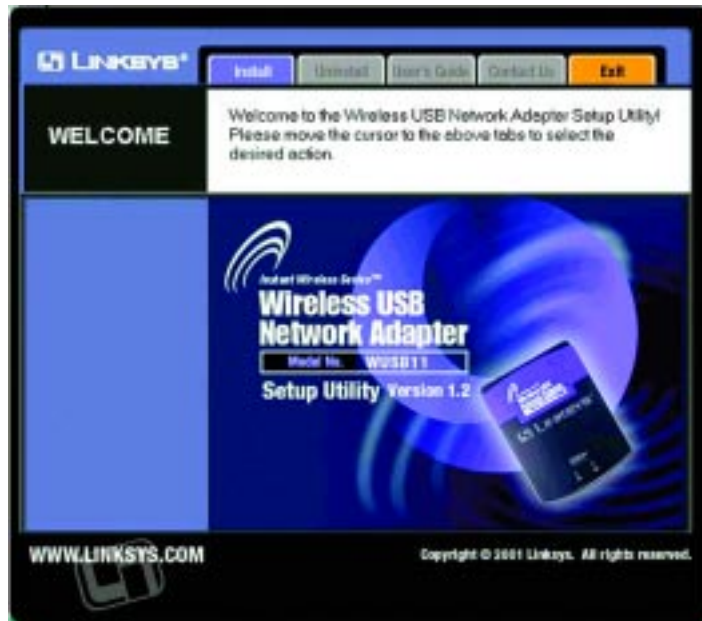 LINKSYS®
Install Uninstall User's Guide Contact Us Exit
WELCOME
Welcome to the Wireless USB Network Adapter Setup Utility!
Please move the cursor to the above tabs to select the
desired action.
Instant Wireless Series™
Wireless USB
Network Adapter
Model No. WUSB11
Setup Utility Version 1.2
LINKSYS
WWW.LINKSYS.COM
Copyright © 2001 Linksys. All rights reserved.